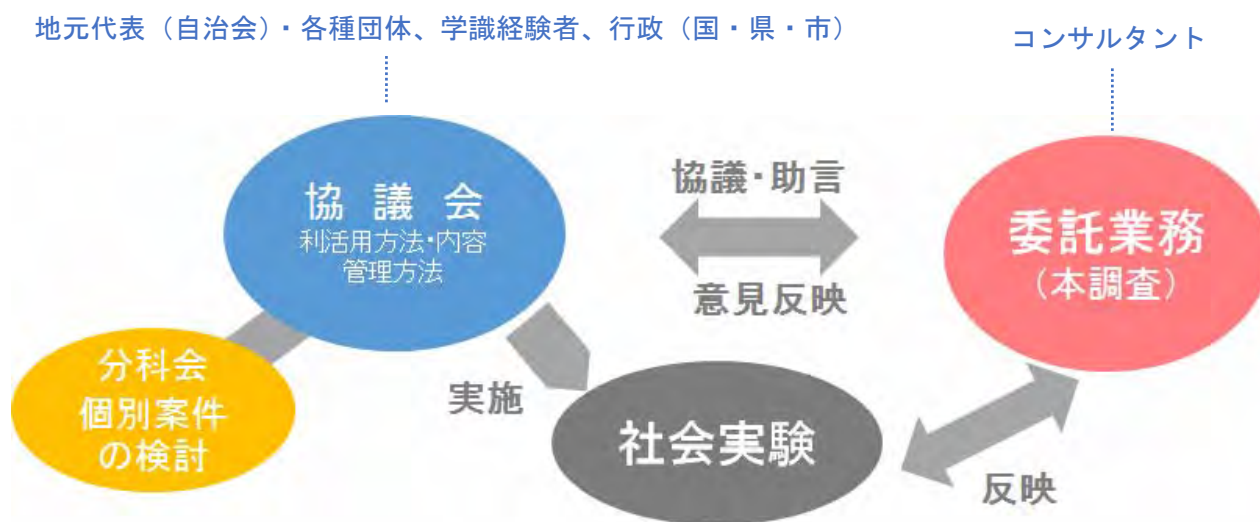 地元代表(自治会)・各種団体、学識経験者、行政(国・県・市)
コンサルタント
協議会
利活用方法・内容
管理方法
協議・助言
意見反映
委託業務
(本調査)
分科会
個別案件
の検討
実施
社会実験
反映